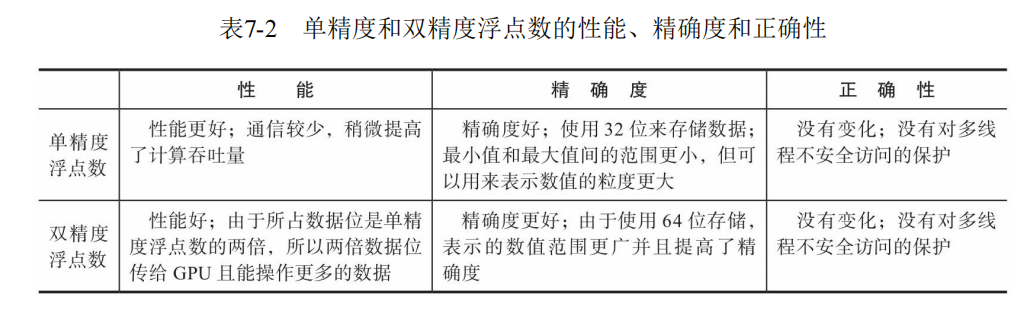 表7-2 单精度和双精度浮点数的性能、精确度和正确性
性 能 精 确 度 正 确 性
单精度
浮点数
性能更好；通信较少，稍微提高
了计算吞吐量
精确度好；使用 32 位来存储数据；
最小值和最大值间的范围更小，但可
以用来表示数值的粒度更大
没有变化；没有对多线
程不安全访问的保护
双精度
浮点数
性能好；由于所占数据位是单精
度浮点数的两倍，所以两倍数据位
传给 GPU 且能操作更多的数据
精确度更好；由于使用 64 位存储，
表示的数值范围更广并且提高了精
确度
没有变化；没有对多线
程不安全访问的保护